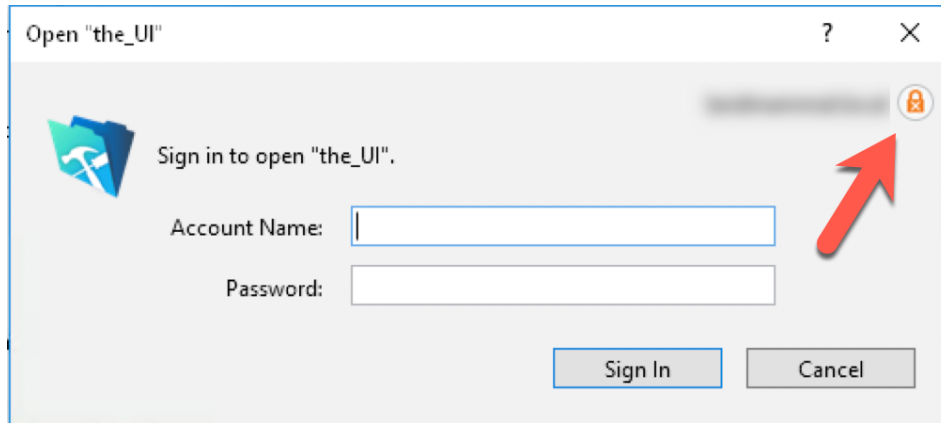 Open "the_UI"
?
Sign in to open "the_UI".
Account Name:
Password:
Sign In
Cancel